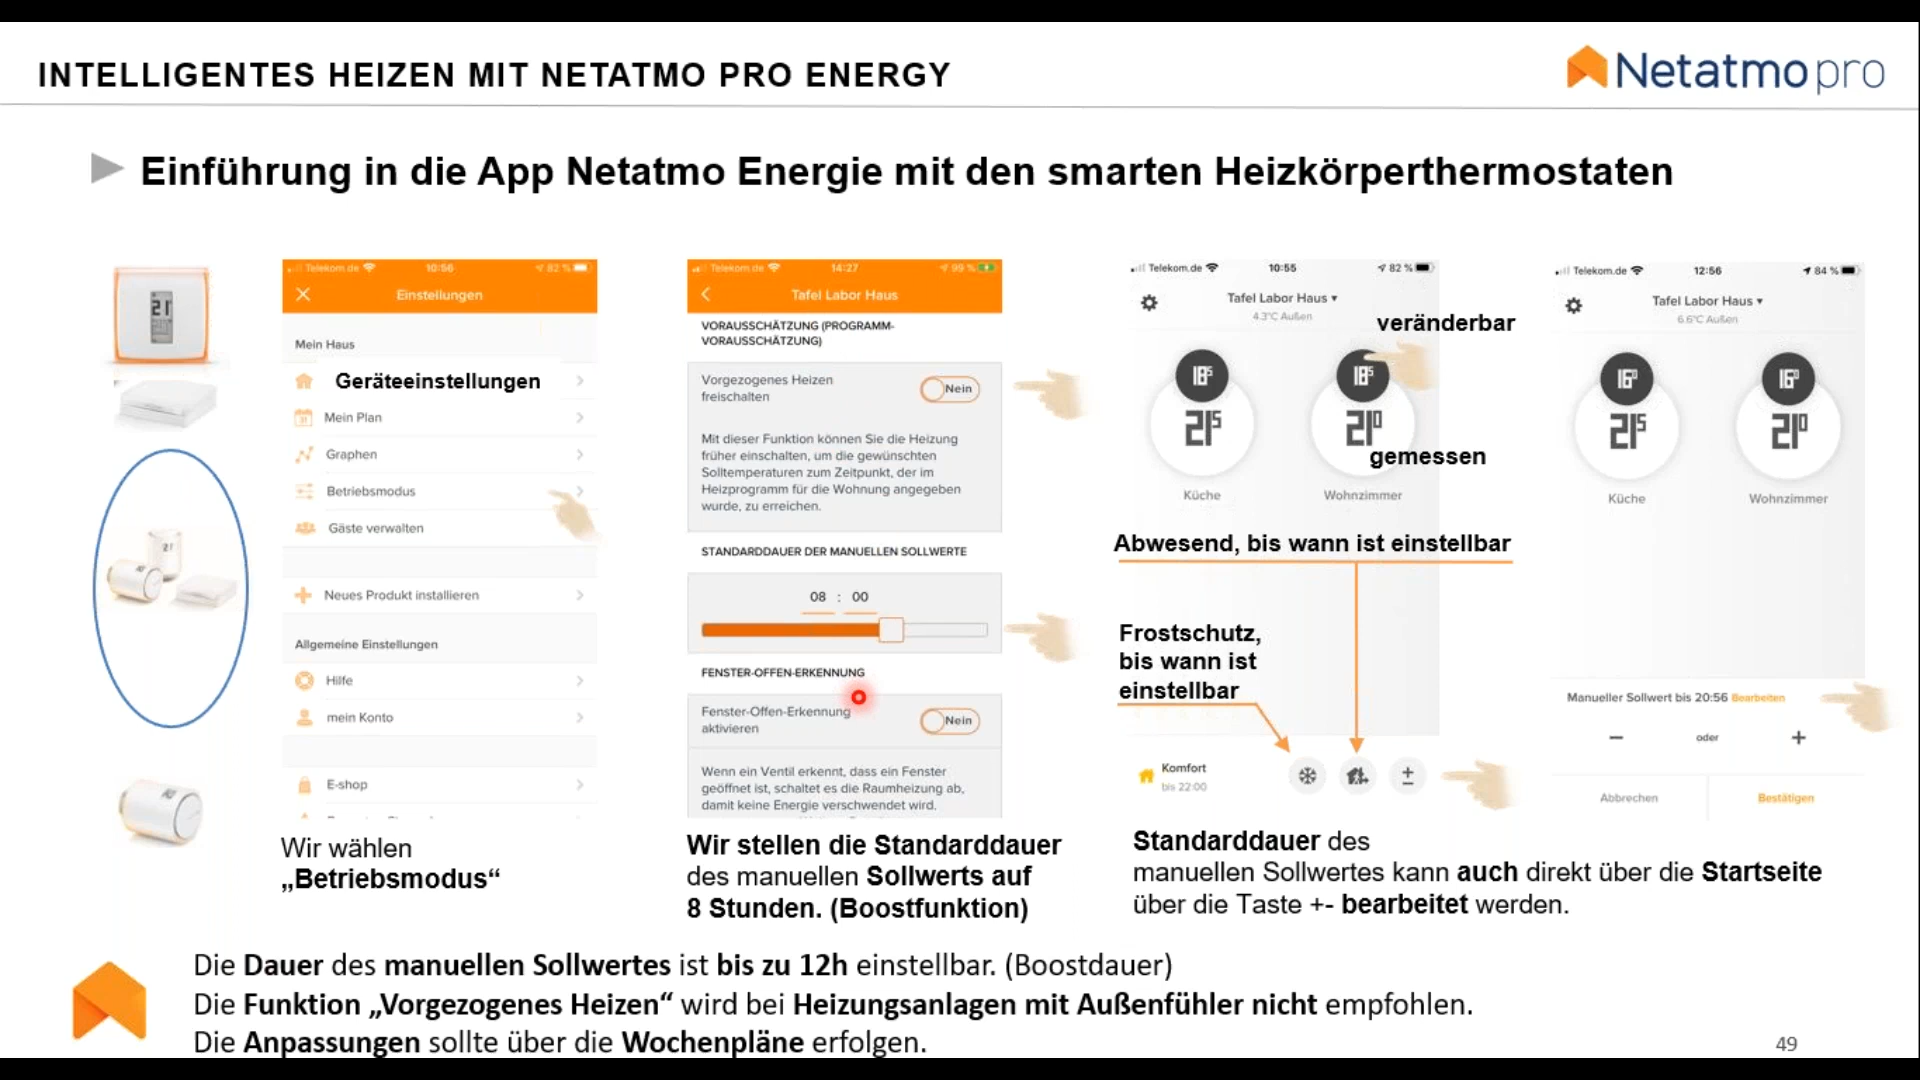 INTELLIGENTES HEIZEN MIT NETATMO PRO ENERGY
Netatmo pro
Einführung in die App Netatmo Energie mit den smarten Heizkörperthermostaten
21
Telekom.de 10:56 82 %
Einstellungen
Mein Haus
Geräteeinstellungen
Mein Plan
Graphen
Betriebsmodus
Gäste verwalten
Neues Produkt installieren
Allgemeine Einstellungen
Hilfe
mein Konto
E-shop
Wir wählen
„Betriebsmodus“
Telekom.de 14:27 99 %
Tafel Labor Haus
VORAUSSCHÄTZUNG (PROGRAMM-
VORAUSSCHÄTZUNG)
Vorgezogenes Heizen
freischalten
Nein
Mit dieser Funktion können Sie die Heizung
früher einschalten, um die gewünschten
Solltemperaturen zum Zeitpunkt, der im
Heizprogramm für die Wohnung angegeben
wurde, zu erreichen.
STANDARDDAUER DER MANUELLEN SOLLWERTE
08 : 00
FENSTER-OFFEN-ERKENNUNG
Fenster-Offen-Erkennung
aktivieren
Nein
Wenn ein Ventil erkennt, dass ein Fenster
geöffnet ist, schaltet es die Raumheizung ab,
damit keine Energie verschwendet wird.
Wir stellen die Standarddauer
des manuellen Sollwerts auf
8 Stunden. (Boostfunktion)
Telekom.de 10:55 82 %
Tafel Labor Haus
4.3°C Außen
veränderbar
18⁵ 18⁵
21⁵ 21⁰
gemessen
Küche Wohnzimmer
Abwesend, bis wann ist einstellbar
Frostschutz,
bis wann ist
einstellbar
Komfort
bis 22:00
Telekom.de 12:56 84 %
Tafel Labor Haus
6.6°C Außen
16⁰ 16⁰
21⁵ 21⁰
Küche Wohnzimmer
Manueller Sollwert bis 20:56 Bearbeiten
− oder +
Abbrechen Bestätigen
Standarddauer des
manuellen Sollwertes kann auch direkt über die Startseite
über die Taste +- bearbeitet werden.
Die Dauer des manuellen Sollwertes ist bis zu 12h einstellbar. (Boostdauer)
Die Funktion „Vorgezogenes Heizen“ wird bei Heizungsanlagen mit Außenfühler nicht empfohlen.
Die Anpassungen sollte über die Wochenpläne erfolgen.
49